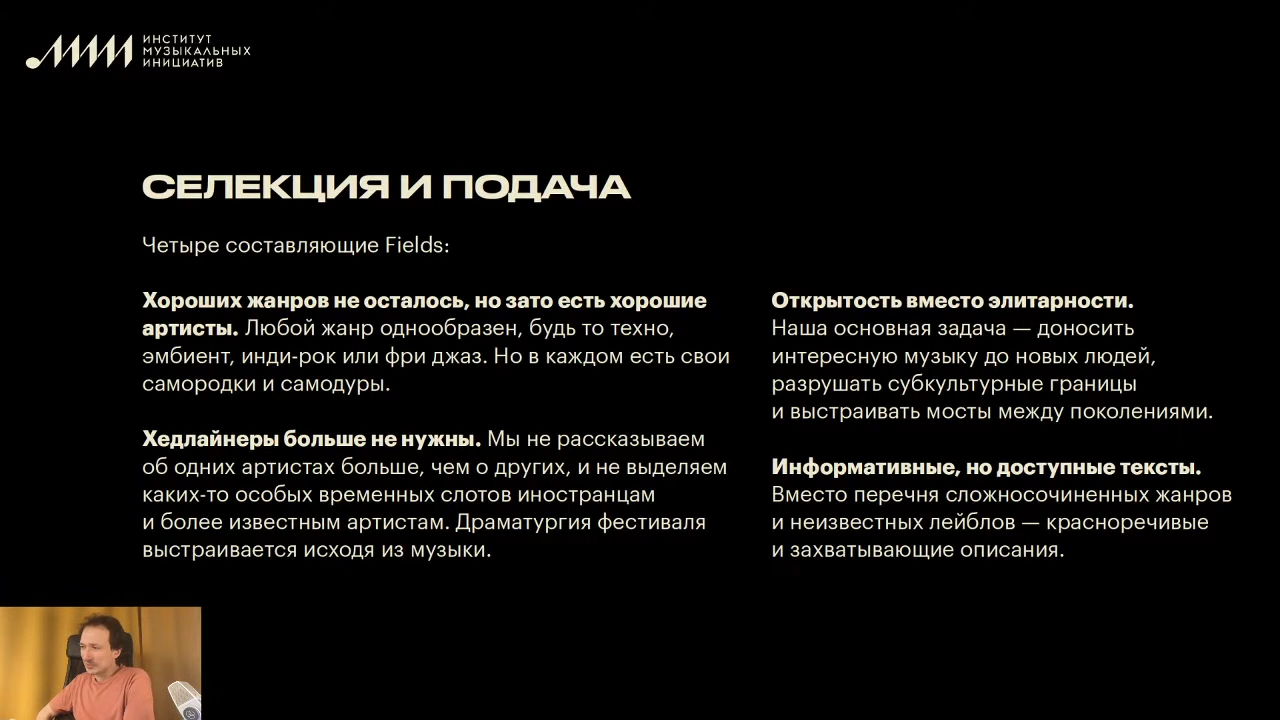 ИНСТИТУТ
МУЗЫКАЛЬНЫХ
ИНИЦИАТИВ
СЕЛЕКЦИЯ И ПОДАЧА
Четыре составляющие Fields:
Хороших жанров не осталось, но зато есть хорошие
артисты. Любой жанр однообразен, будь то техно,
эмбиент, инди-рок или фри джаз. Но в каждом есть свои
самородки и самодуры.
Хедлайнеры больше не нужны. Мы не рассказываем
об одних артистах больше, чем о других, и не выделяем
каких-то особых временных слотов иностранцам
и более известным артистам. Драматургия фестиваля
выстраивается исходя из музыки.
Открытость вместо элитарности.
Наша основная задача — доносить
интересную музыку до новых людей,
разрушать субкультурные границы
и выстраивать мосты между поколениями.
Информативные, но доступные тексты.
Вместо перечня сложносочиненных жанров
и неизвестных лейблов — красноречивые
и захватывающие описания.